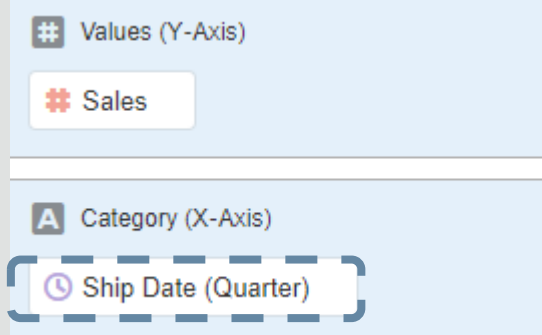 # Values (Y-Axis)
# Sales
A Category (X-Axis)
Ship Date (Quarter)